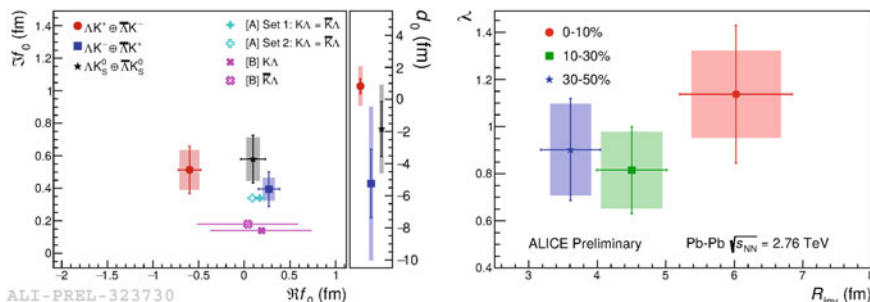 ℑf₀ (fm)
1.4
1.2
1
0.8
0.6
0.4
0.2
0
−2
−1.5
−1
−0.5
0
0.5
1
ℜf₀ (fm)
ΛK⁺ ⊕ Λ̅K⁻
ΛK⁻ ⊕ Λ̅K⁺
ΛK⁰S ⊕ Λ̅K⁰S
[A] Set 1: KΛ = K̅Λ
[A] Set 2: KΛ = K̅Λ
[B] KΛ
[B] K̅Λ
d₀ (fm)
4
2
0
−2
−4
−6
−8
−10
ALI-PREL-323730
λ
1.4
1.2
1
0.8
0.6
0.4
0-10%
10-30%
30-50%
ALICE Preliminary
Pb-Pb √sNN = 2.76 TeV
3
4
5
6
7
8
Rinv (fm)